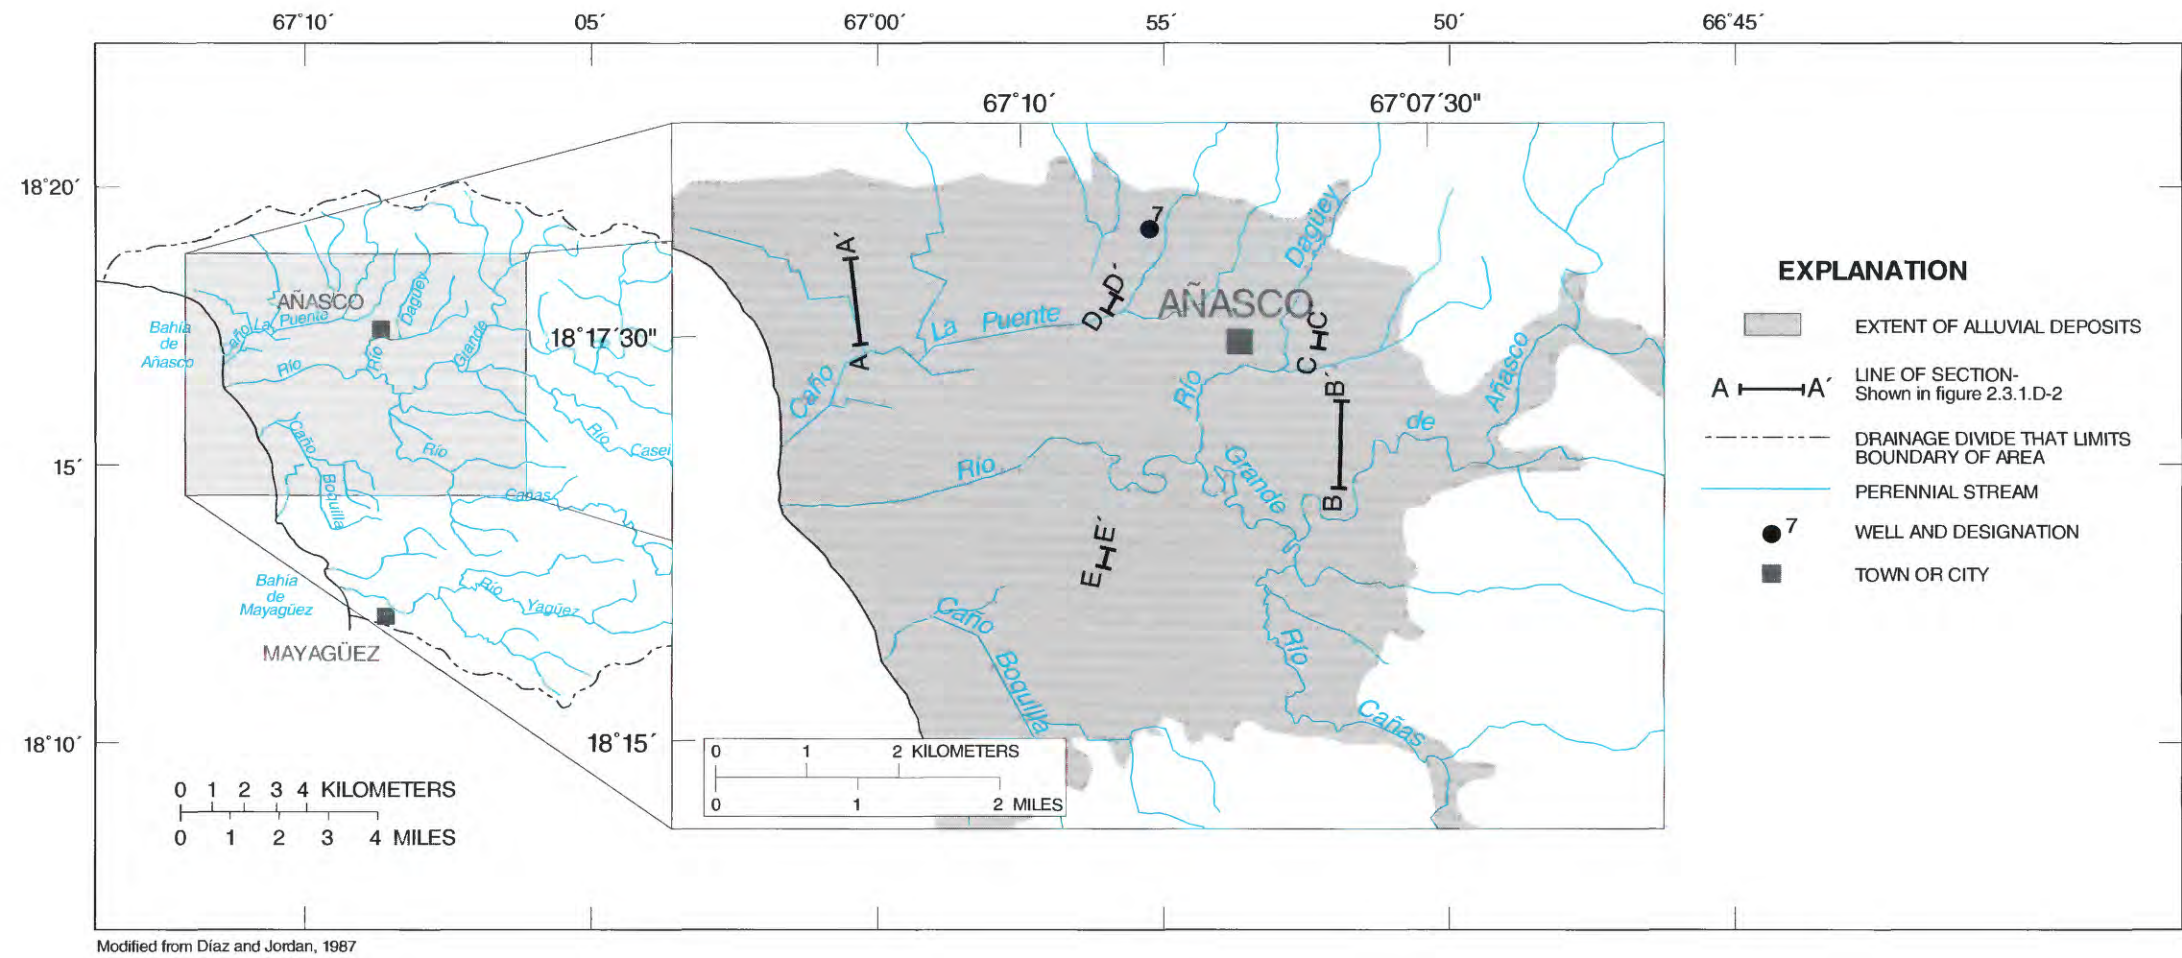 67°10´ 05´ 67°00´ 55´ 50´ 66°45´
67°10´ 67°07´30"
18°20´
15´
18°10´
18°17´30"
18°15´
AÑASCO
Bahía
de
Añasco
La Puente
Dagüey
Grande
Río
Río
Caño
Boquilla
Río
Río
Casei
Cañas
Bahía
de
Mayagüez
Río
Yagüez
MAYAGÜEZ
0 1 2 3 4 KILOMETERS
0 1 2 3 4 MILES
7
A´
A
D´
D
Dagüey
AÑASCO
La Puente
Caño
C´
C
B´
B
Río
Río
Grande
de
Añasco
E´
E
Caño
Boquilla
Río
Cañas
0 1 2 KILOMETERS
0 1 2 MILES
EXPLANATION
EXTENT OF ALLUVIAL DEPOSITS
A A´ LINE OF SECTION-
Shown in figure 2.3.1.D-2
DRAINAGE DIVIDE THAT LIMITS
BOUNDARY OF AREA
PERENNIAL STREAM
7 WELL AND DESIGNATION
TOWN OR CITY
Modified from Díaz and Jordan, 1987